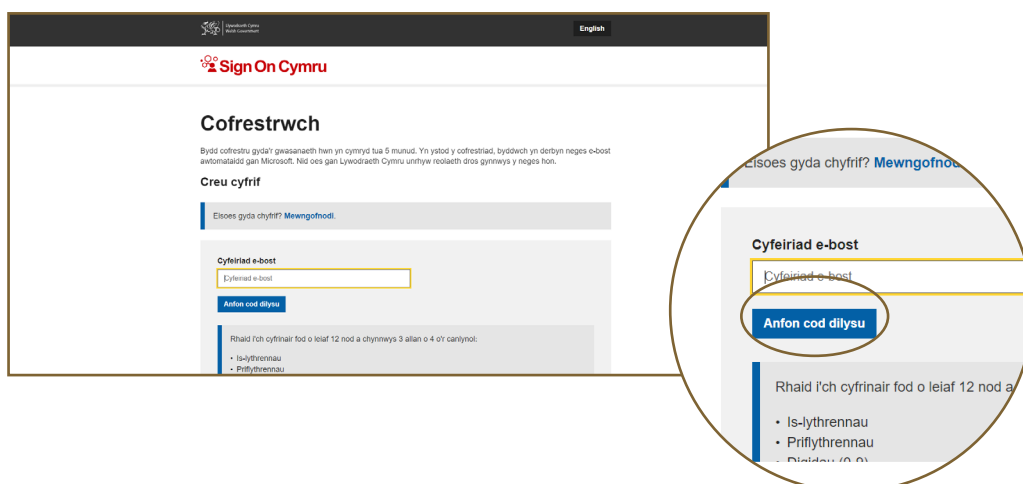 Llywodraeth Cymru
Welsh Government
English
Sign On Cymru
Cofrestrwch
Bydd cofrestru gyda'r gwasanaeth hwn yn cymryd tua 5 munud. Yn ystod y cofrestriad, byddwch yn derbyn neges e-bost
awtomataidd gan Microsoft. Nid oes gan Lywodraeth Cymru unrhyw reolaeth dros gynnwys y neges hon.
Creu cyfrif
Eisoes gyda chyfrif? Mewngofnodi.
Cyfeiriad e-bost
Cyfeiriad e-bost
Anfon cod dilysu
Rhaid i'ch cyfrinair fod o leiaf 12 nod a chynnwys 3 allan o 4 o'r canlynol:
• Is-lythrennau
• Priflythrennau
Eisoes gyda chyfrif? Mewngofnod
Cyfeiriad e-bost
Cyfeiriad e-bost
Anfon cod dilysu
Rhaid i'ch cyfrinair fod o leiaf 12 nod a
• Is-lythrennau
• Priflythrennau
• Digidau (0-9)